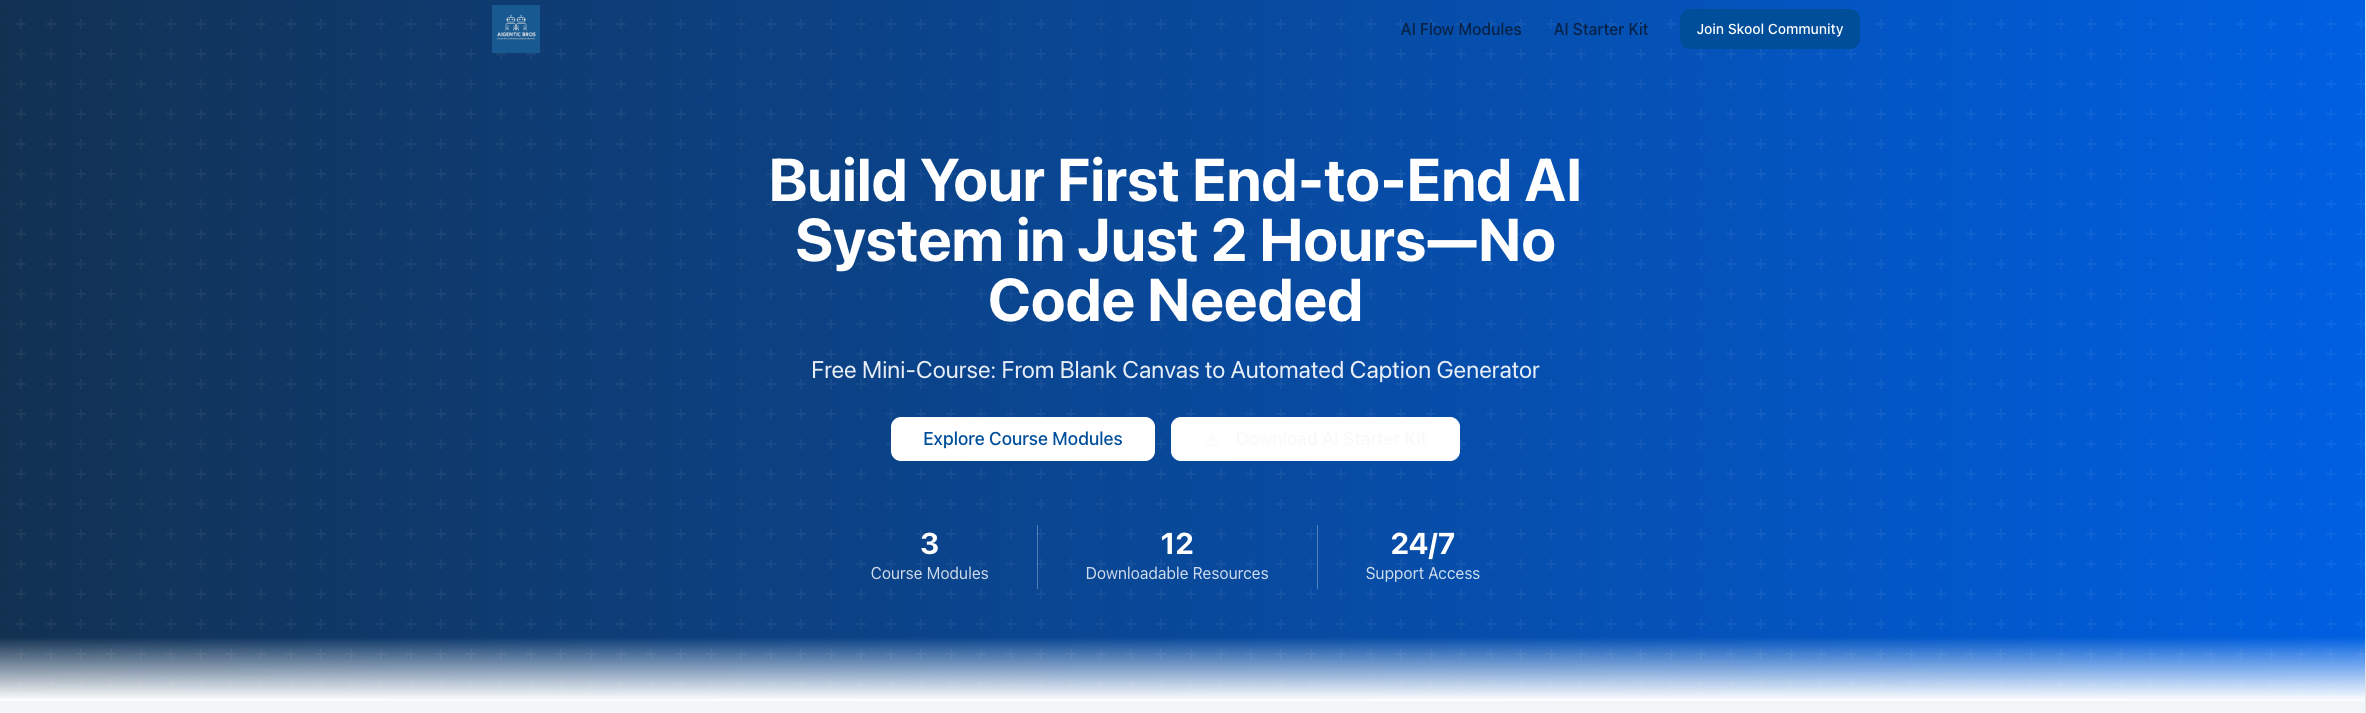 AIGENTIC BROS
AI Flow Modules
AI Starter Kit
Join Skool Community
Build Your First End-to-End AI
System in Just 2 Hours—No
Code Needed
Free Mini-Course: From Blank Canvas to Automated Caption Generator
Explore Course Modules
Download AI Starter Kit
3
Course Modules
12
Downloadable Resources
24/7
Support Access